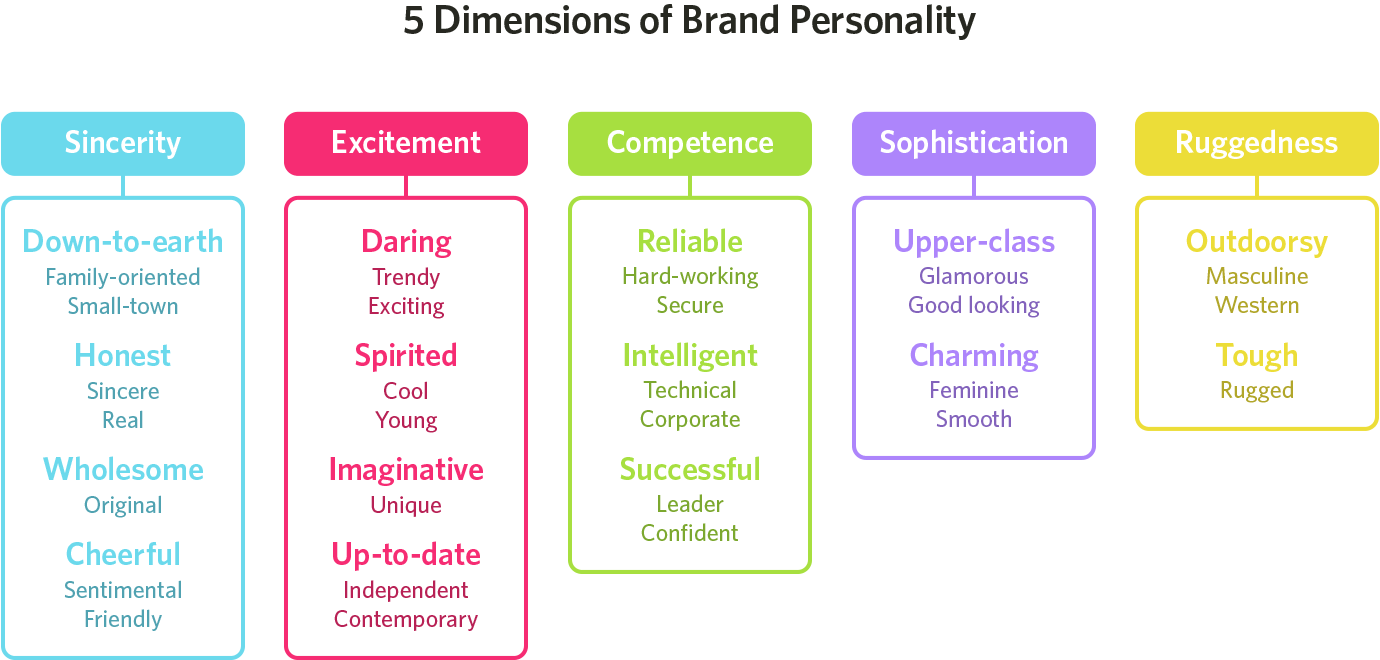 5 Dimensions of Brand Personality
Sincerity
Down-to-earth
Family-oriented
Small-town
Honest
Sincere
Real
Wholesome
Original
Cheerful
Sentimental
Friendly
Excitement
Daring
Trendy
Exciting
Spirited
Cool
Young
Imaginative
Unique
Up-to-date
Independent
Contemporary
Competence
Reliable
Hard-working
Secure
Intelligent
Technical
Corporate
Successful
Leader
Confident
Sophistication
Upper-class
Glamorous
Good looking
Charming
Feminine
Smooth
Ruggedness
Outdoorsy
Masculine
Western
Tough
Rugged